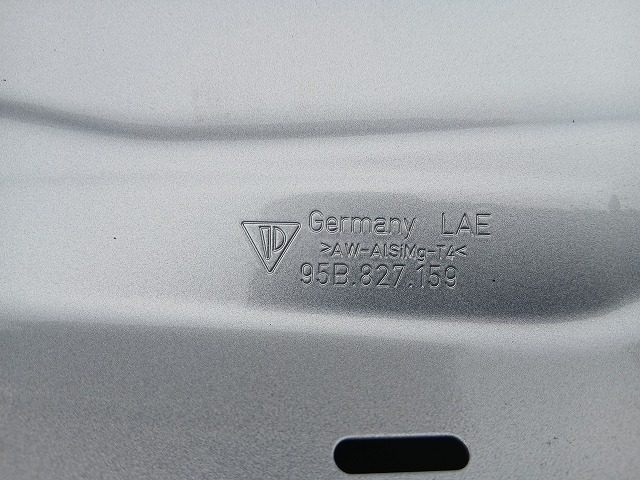 Germany LAE
>AW-AlSiMg-T4<
95B.827.159